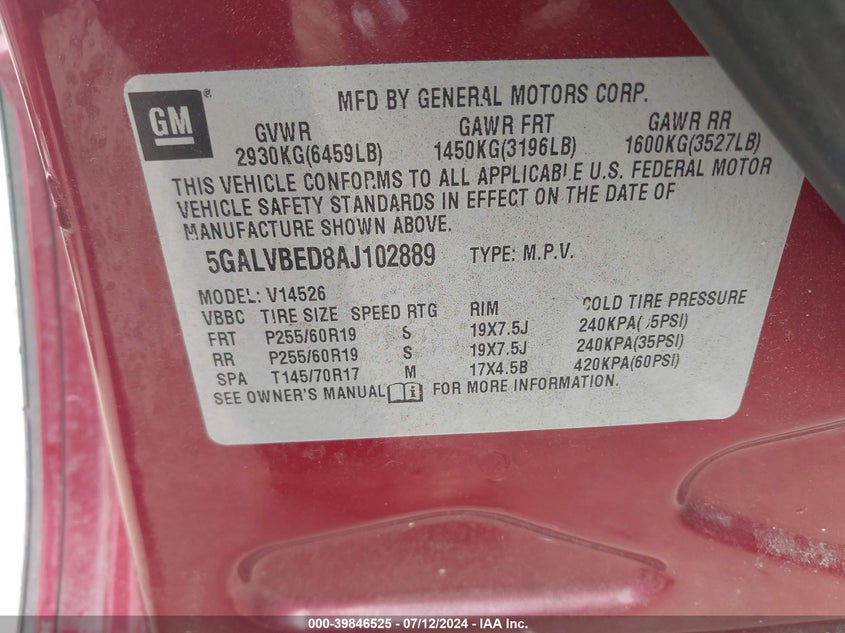 GM
MFD BY GENERAL MOTORS CORP.
GVWR GAWR FRT GAWR RR
2930KG(6459LB) 1450KG(3196LB) 1600KG(3527LB)
THIS VEHICLE CONFORMS TO ALL APPLICABLE U.S. FEDERAL MOTOR
VEHICLE SAFETY STANDARDS IN EFFECT ON THE DATE OF
MANUFACTURE SHOWN ABOVE.
5GALVBED8AJ102889 TYPE: M.P.V.
MODEL: V14526
VBBC TIRE SIZE SPEED RTG RIM COLD TIRE PRESSURE
FRT P255/60R19 S 19X7.5J 240KPA( 5PSI)
RR P255/60R19 S 19X7.5J 240KPA(35PSI)
SPA T145/70R17 M 17X4.5B 420KPA(60PSI)
SEE OWNER'S MANUAL i FOR MORE INFORMATION.
000-39846525 - 07/12/2024 - IAA Inc.